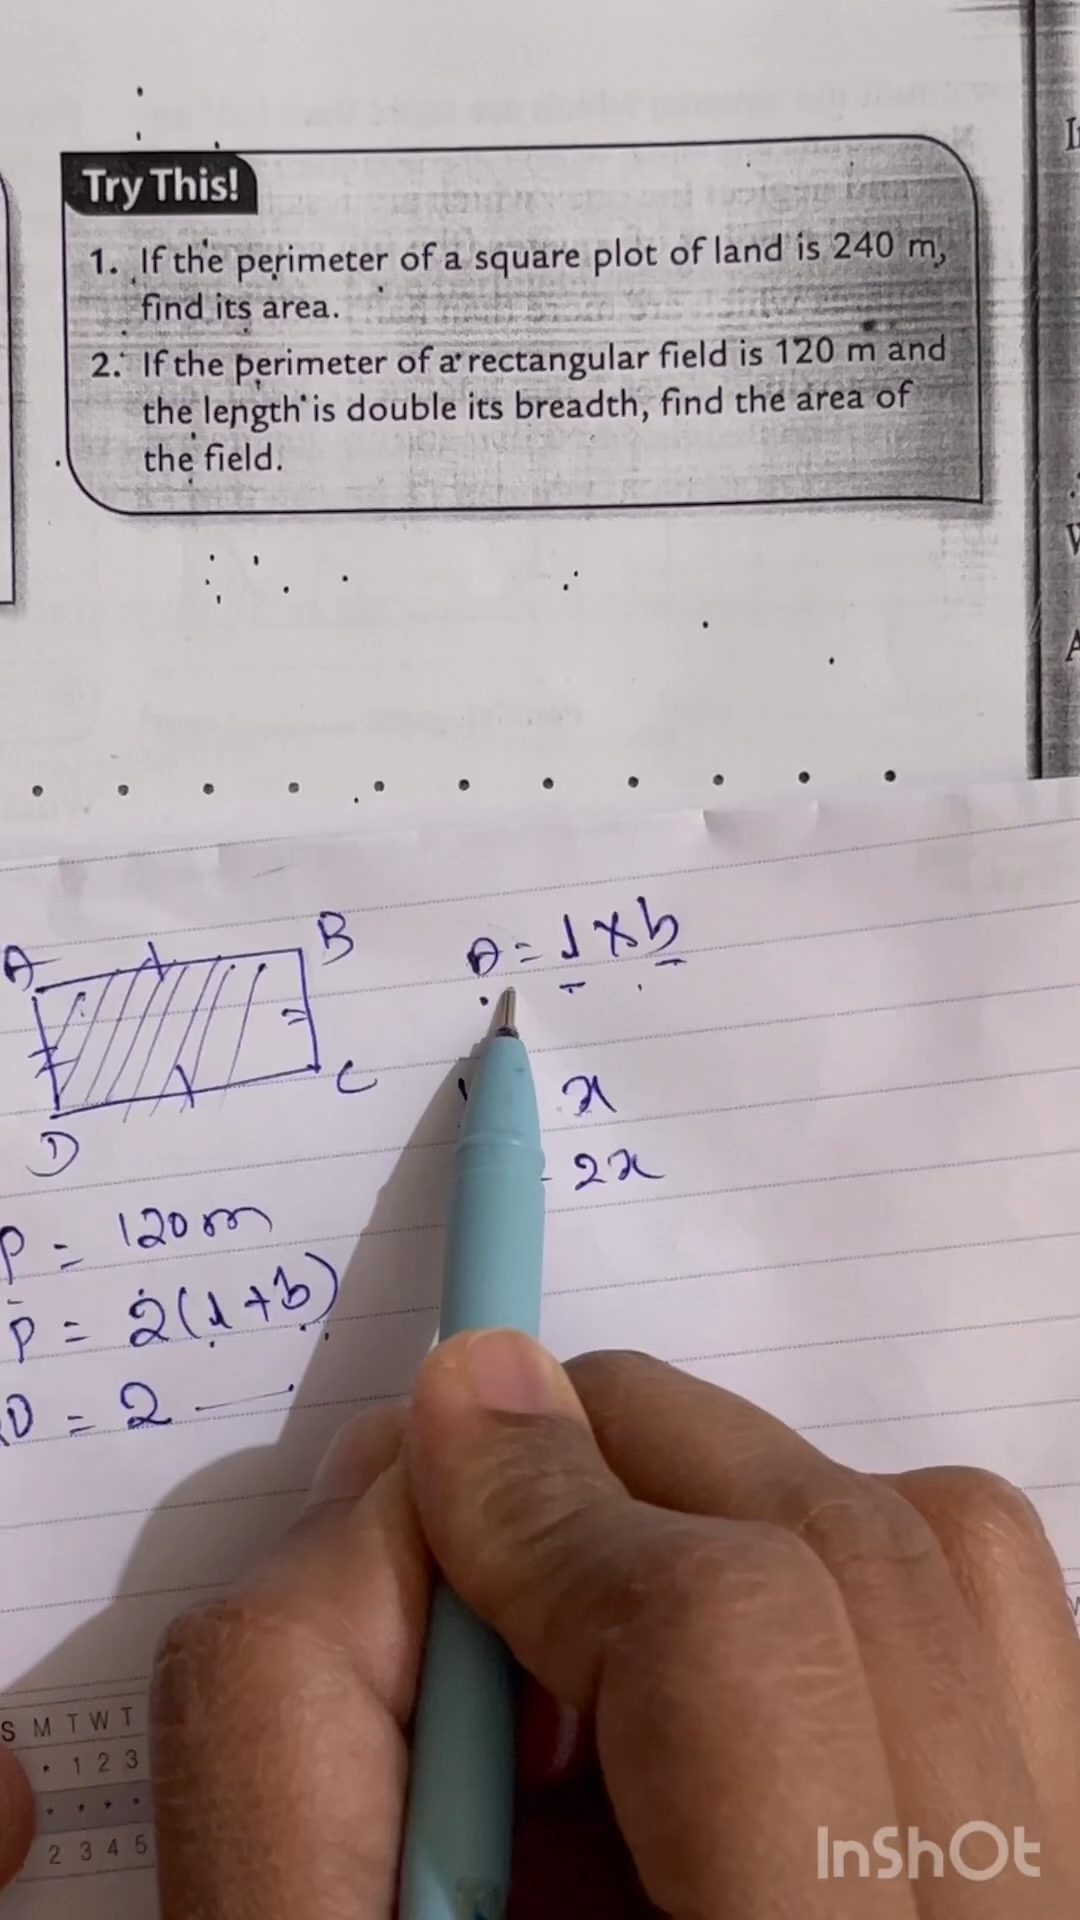 Try This!
1. If the perimeter of a square plot of land is 240 m,
find its area.
2. If the perimeter of a rectangular field is 120 m and
the length is double its breadth, find the area of
the field.
A
B
C
D
A = l × b
x
2x
P = 120 m
P = 2(l+b)
= 2
S M T W T
* 1 2 3
* * * *
2 3 4 5
InShOt